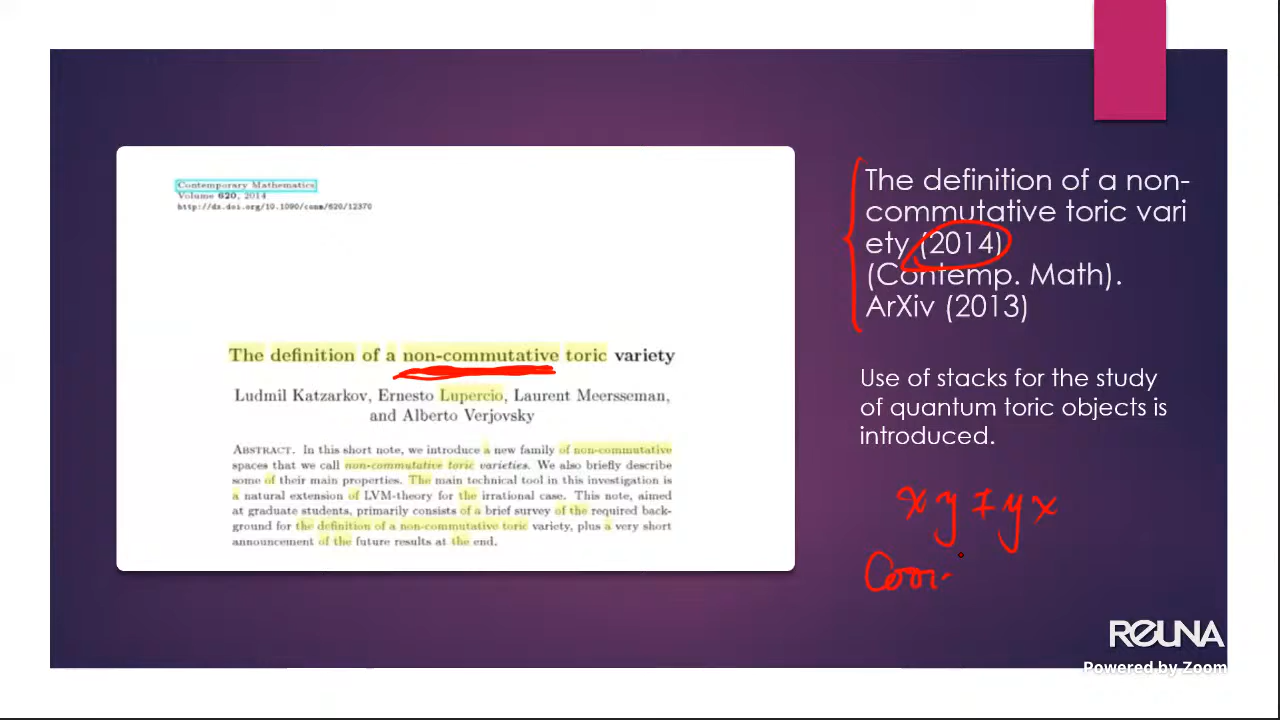 Contemporary Mathematics
Volume 620, 2014
http://dx.doi.org/10.1090/conm/620/12370
The definition of a non-commutative toric variety
Ludmil Katzarkov, Ernesto Lupercio, Laurent Meersseman,
and Alberto Verjovsky
Abstract. In this short note, we introduce a new family of non-commutative
spaces that we call non-commutative toric varieties. We also briefly describe
some of their main properties. The main technical tool in this investigation is
a natural extension of LVM-theory for the irrational case. This note, aimed
at graduate students, primarily consists of a brief survey of the required back-
ground for the definition of a non-commutative toric variety, plus a very short
announcement of the future results at the end.
The definition of a non-
commutative toric vari
ety (2014)
(Contemp. Math).
ArXiv (2013)
Use of stacks for the study
of quantum toric objects is
introduced.
xy ≠ yx
Coor
REUNA
Powered by Zoom